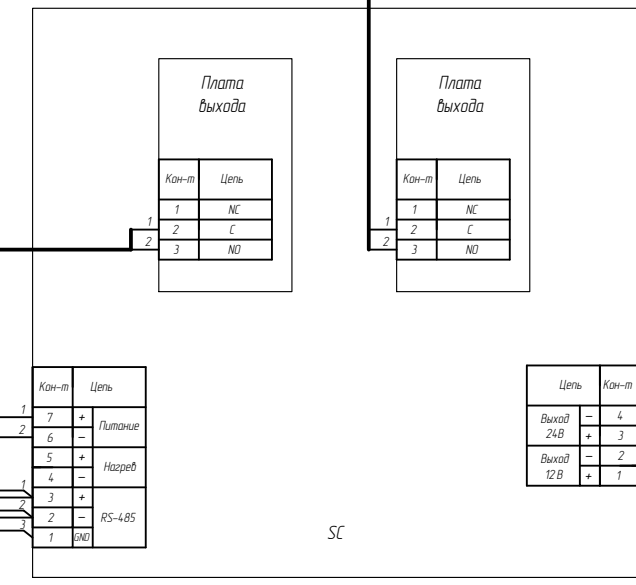 Плата
выхода
Кон-т Цепь
1 NC
1 2 C
2 3 NO
Плата
выхода
Кон-т Цепь
1 NC
1 2 C
2 3 NO
Кон-т Цепь
1 7 + Питание
2 6 –
5 + Нагрев
4 –
1 3 + RS-485
2 2 –
3 1 GND
Цепь Кон-т
Выход 24В – 4
+ 3
Выход 12 В – 2
+ 1
SC